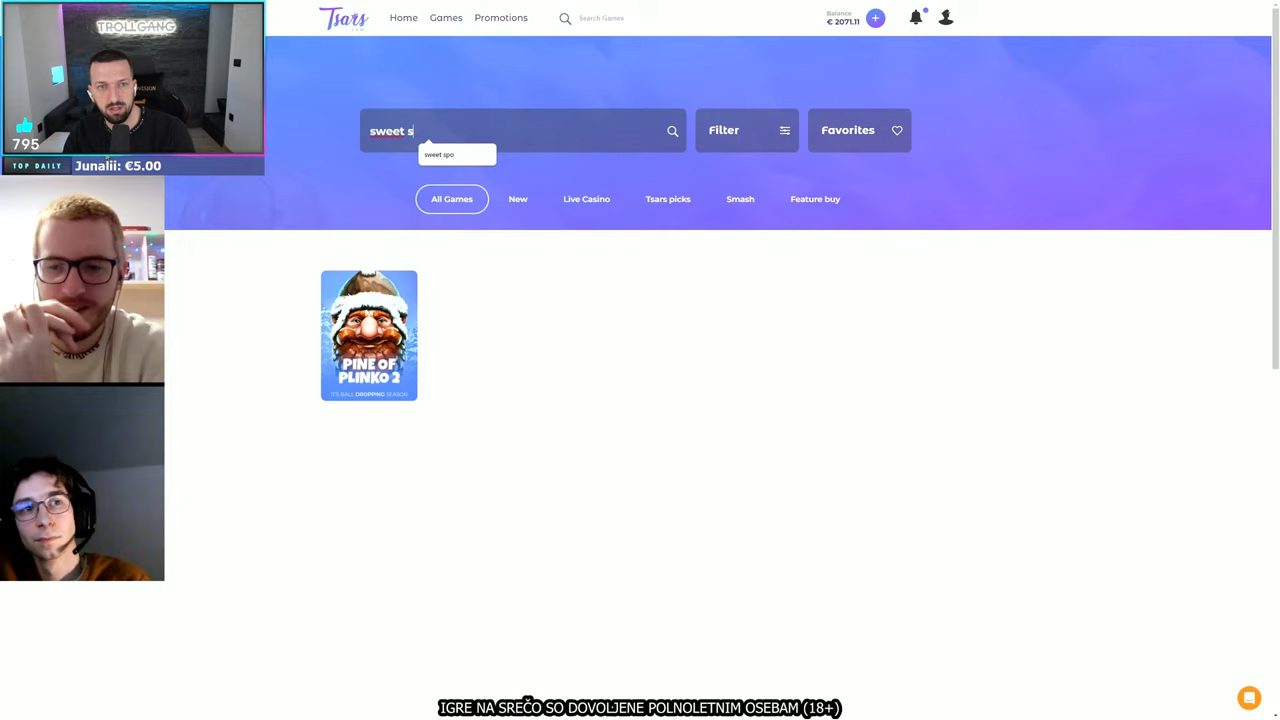 TROLLGANG
795
TOP DAILY
Junalii: €5.00
Tsars
Home
Games
Promotions
Search Games
Balance
€ 2071.11
+
sweet s
sweet spo
Filter
Favorites
All Games
New
Live Casino
Tsars picks
Smash
Feature buy
PINE OF
PLINKO 2
IT'S BALL DROPPING SEASON
IGRE NA SREČO SO DOVOLJENE POLNOLETNIM OSEBAM (18+)